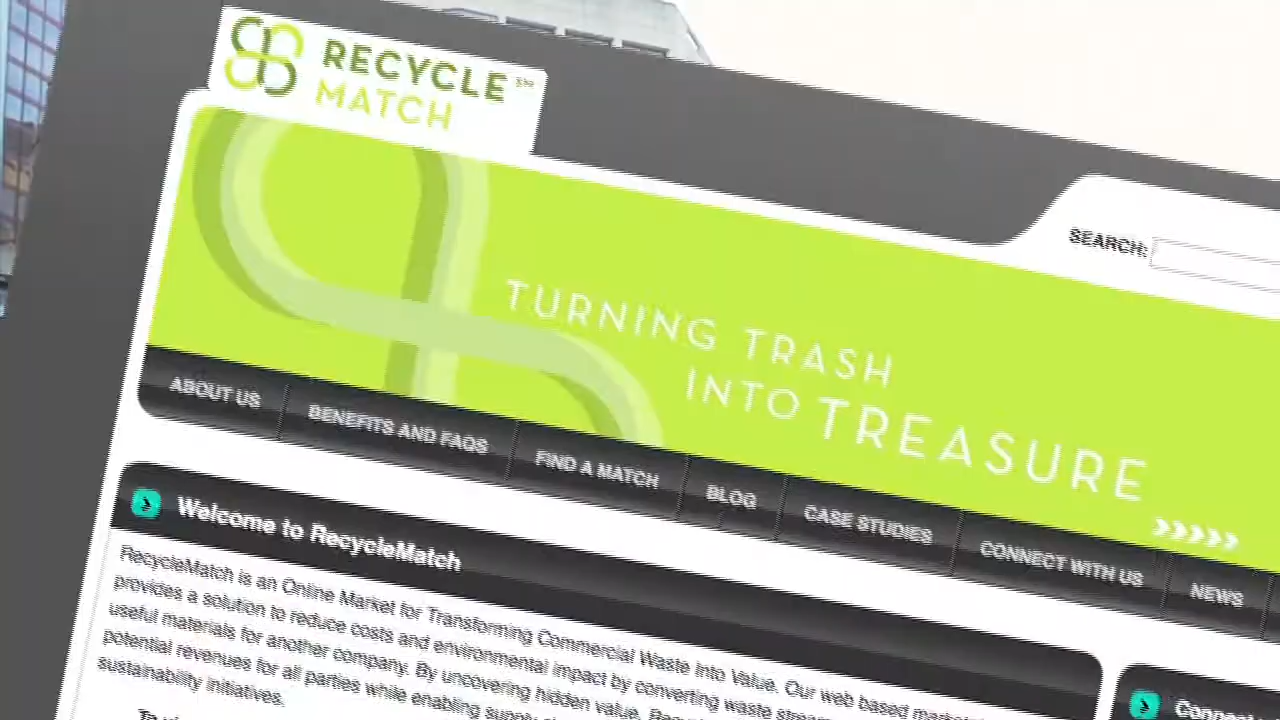 RECYCLE
MATCH
SEARCH:
TURNING TRASH
INTO TREASURE
ABOUT US
BENEFITS AND FAQS
FIND A MATCH
BLOG
CASE STUDIES
CONNECT WITH US
NEWS
Welcome to RecycleMatch
RecycleMatch is an Online Market for Transforming Commercial Waste Into Value. Our web based
provides a solution to reduce costs and environmental impact by converting waste
useful materials for another company. By uncovering hidden value,
potential revenues for all parties while enabling supply
sustainability initiatives.